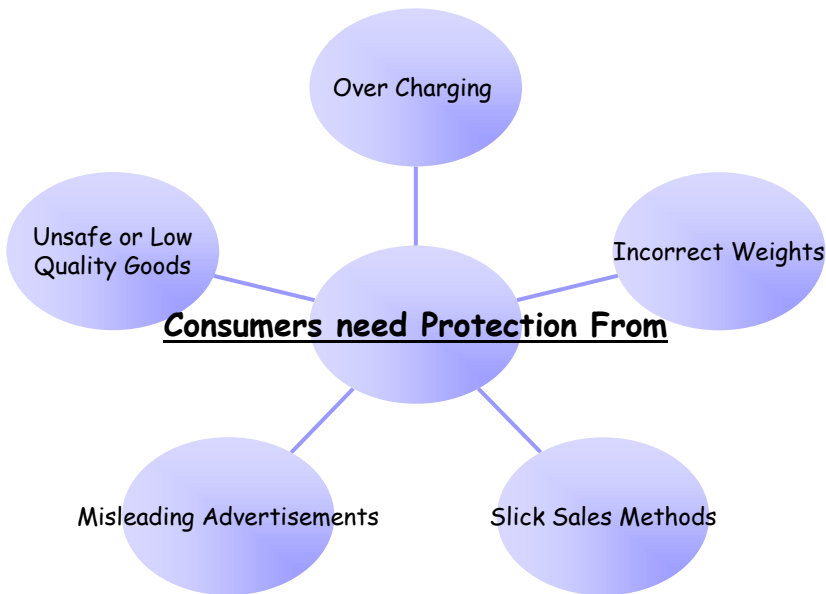 Over Charging
Unsafe or Low
Quality Goods
Incorrect Weights
Consumers need Protection From
Misleading Advertisements
Slick Sales Methods